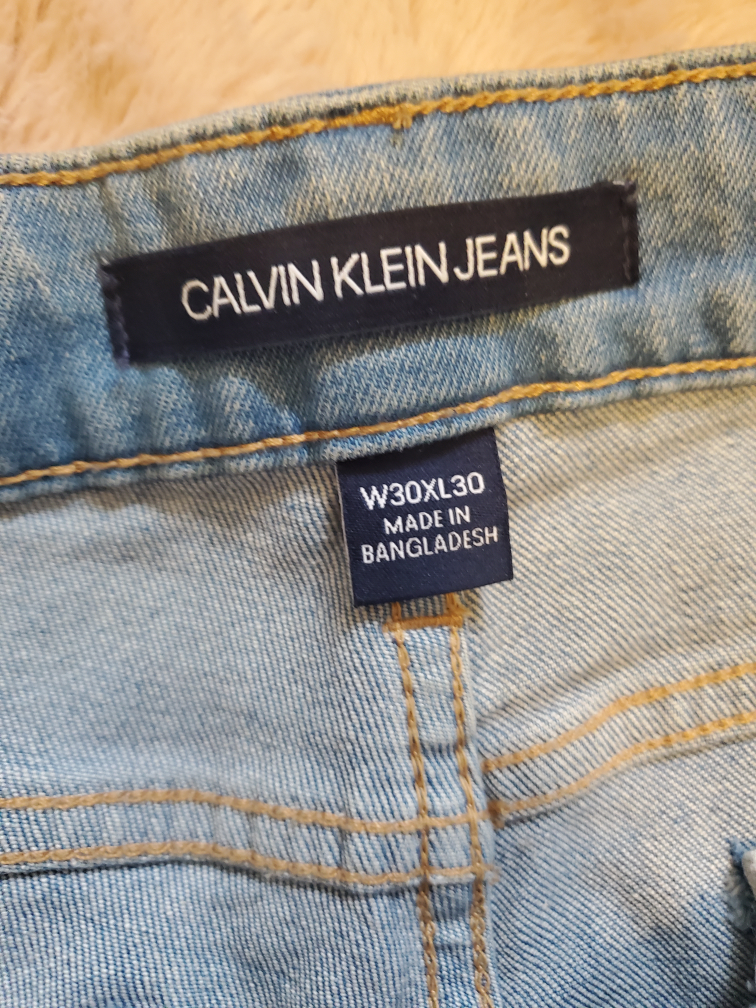 CALVIN KLEIN JEANS
W30XL30
MADE IN
BANGLADESH